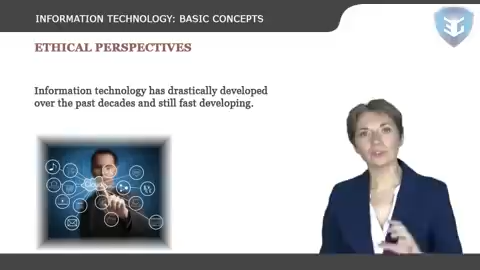 INFORMATION TECHNOLOGY: BASIC CONCEPTS
ETHICAL PERSPECTIVES
Information technology has drastically developed
over the past decades and still fast developing.